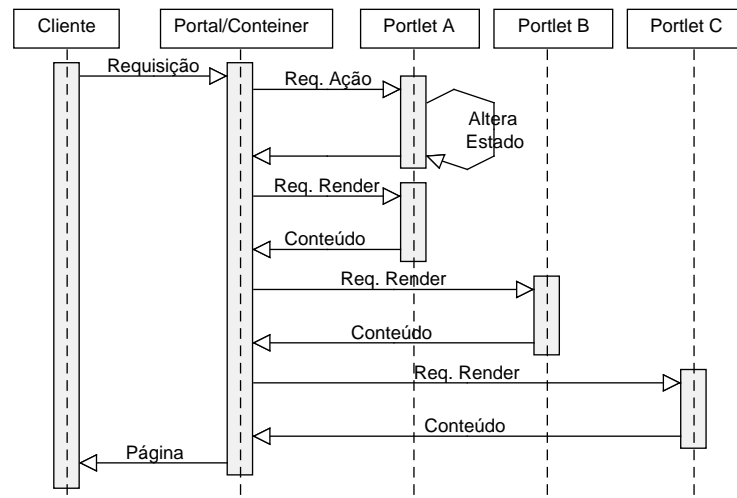 Cliente
Portal/Conteiner
Portlet A
Portlet B
Portlet C
Requisição
Req. Ação
Altera
Estado
Req. Render
Conteúdo
Req. Render
Conteúdo
Req. Render
Conteúdo
Página